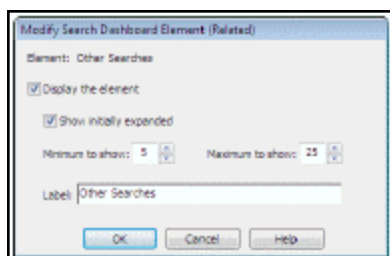 Modify Search Dashboard Element (Related)
Element: Other Searches
Display the element
Show initially expanded
Minimum to show: 5 Maximum to show: 25
Label: Other Searches
OK Cancel Help